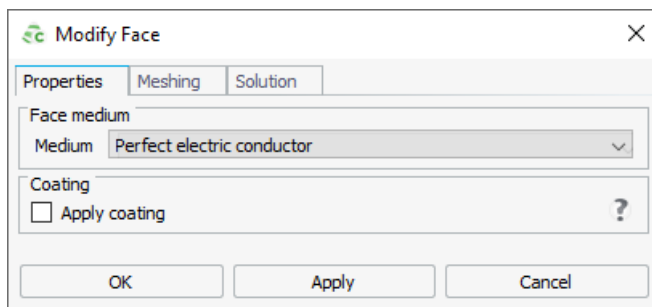 Modify Face
Properties Meshing Solution
Face medium
Medium Perfect electric conductor
Coating
Apply coating ?
OK Apply Cancel